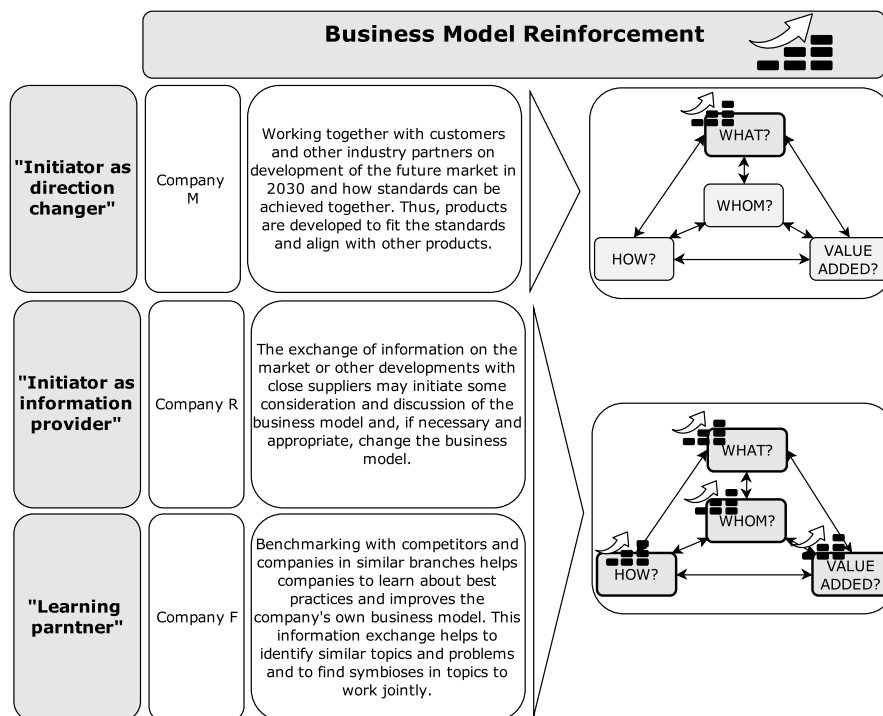 Business Model Reinforcement
"Initiator as
direction
changer"
Company
M
Working together with customers
and other industry partners on
development of the future market in
2030 and how standards can be
achieved together. Thus, products
are developed to fit the standards
and align with other products.
WHAT?
WHOM?
HOW?
VALUE
ADDED?
"Initiator as
information
provider"
Company R
The exchange of information on the
market or other developments with
close suppliers may initiate some
consideration and discussion of the
business model and, if necessary and
appropriate, change the business
model.
"Learning
parntner"
Company F
Benchmarking with competitors and
companies in similar branches helps
companies to learn about best
practices and improves the
company's own business model. This
information exchange helps to
identify similar topics and problems
and to find symbioses in topics to
work jointly.
WHAT?
WHOM?
HOW?
VALUE
ADDED?